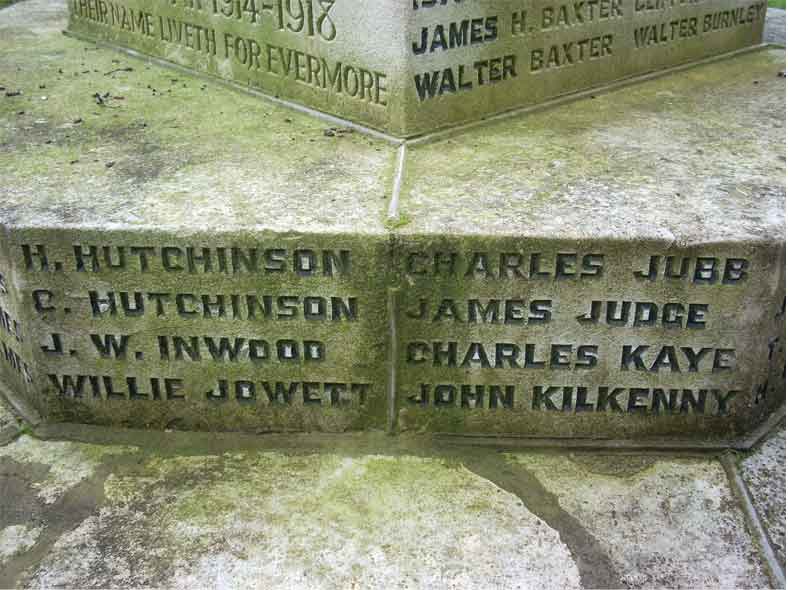 1914-1918
THEIR NAME LIVETH FOR EVERMORE
JAMES H. BAXTER
WALTER BAXTER WALTER BURNLEY
H. HUTCHINSON
C. HUTCHINSON
J. W. INWOOD
WILLIE JOWETT
CHARLES JUBB
JAMES JUDGE
CHARLES KAYE
JOHN KILKENNY